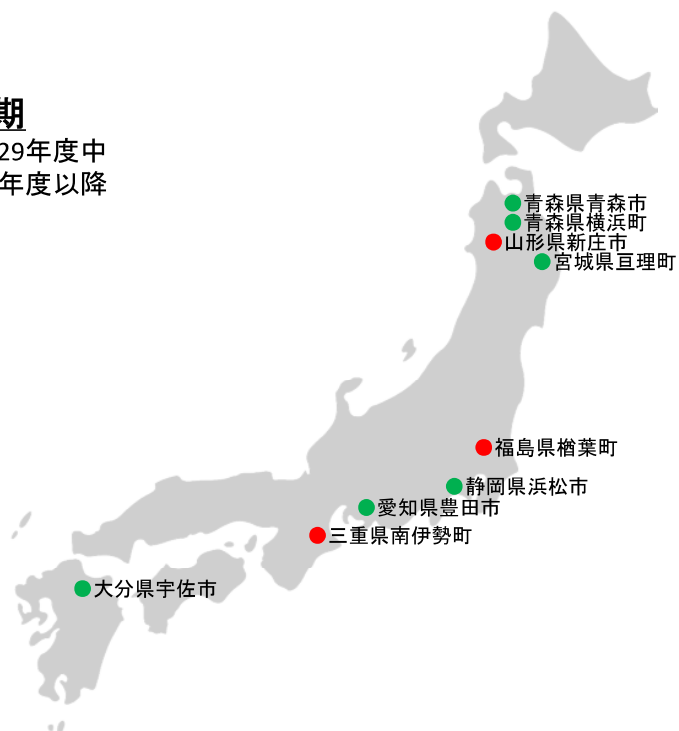 期
29年度中
年度以降
青森県青森市
青森県横浜町
山形県新庄市
宮城県亘理町
福島県楢葉町
静岡県浜松市
愛知県豊田市
三重県南伊勢町
大分県宇佐市